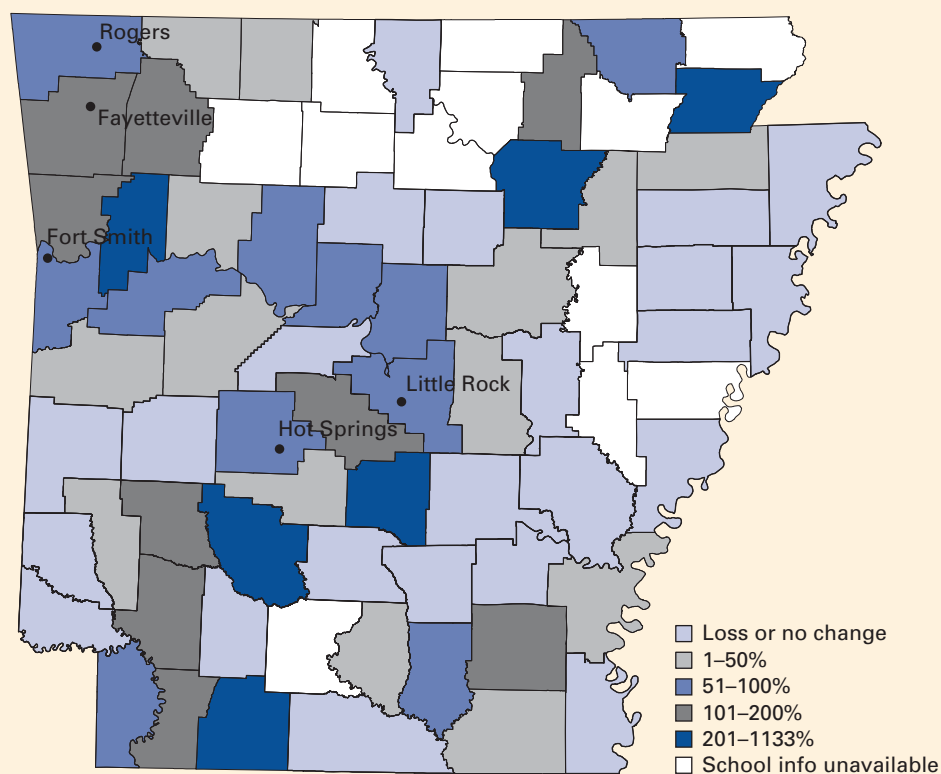 Rogers
Fayetteville
Fort Smith
Little Rock
Hot Springs
Loss or no change
1–50%
51–100%
101–200%
201–1133%
School info unavailable